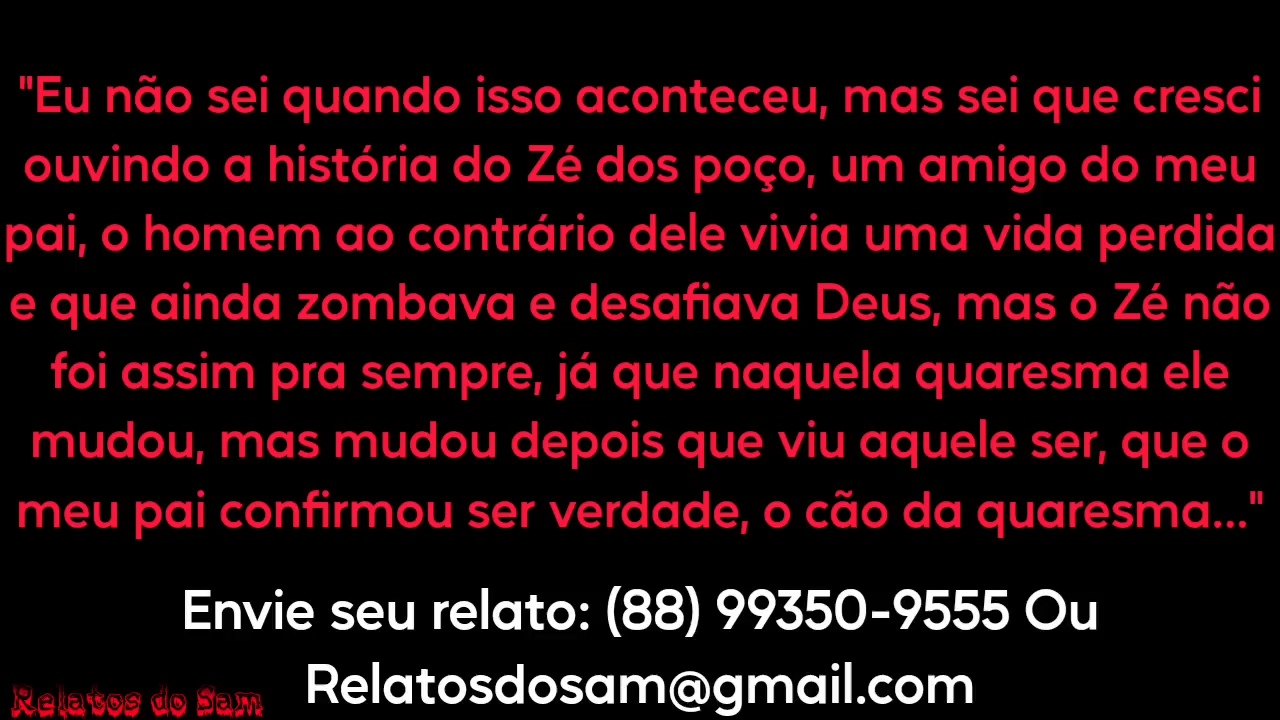 "Eu não sei quando isso aconteceu, mas sei que cresci
ouvindo a história do Zé dos poço, um amigo do meu
pai, o homem ao contrário dele vivia uma vida perdida
e que ainda zombava e desafiava Deus, mas o Zé não
foi assim pra sempre, já que naquela quaresma ele
mudou, mas mudou depois que viu aquele ser, que o
meu pai confirmou ser verdade, o cão da quaresma..."
Envie seu relato: (88) 99350-9555 Ou
Relatosdosam@gmail.com
Relatos do Sam